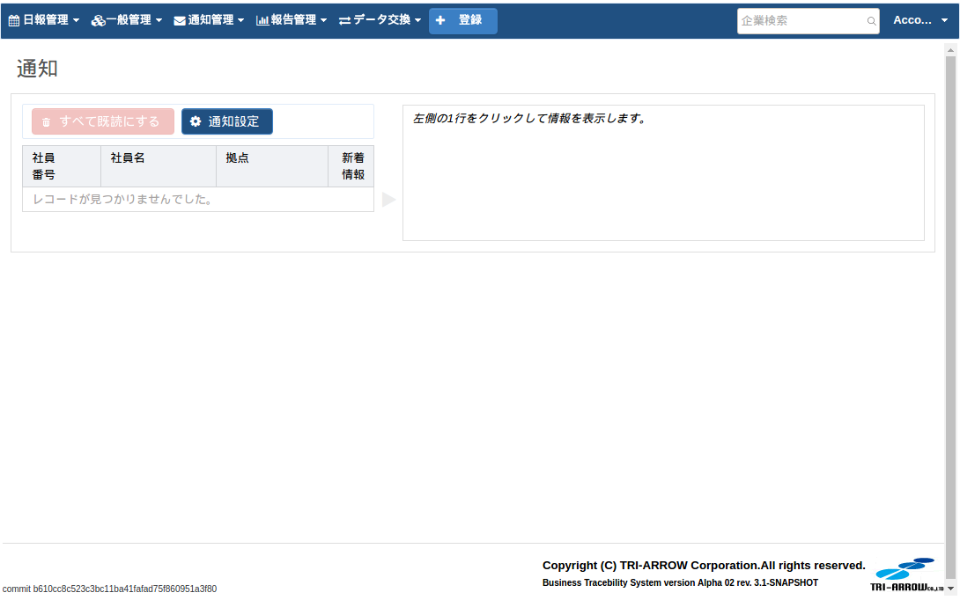 日報管理 一般管理 通知管理 報告管理 データ交換 + 登録 企業検索 Acco...
通知
すべて既読にする 通知設定
左側の1行をクリックして情報を表示します。
社員番号 社員名 拠点 新着情報
レコードが見つかりませんでした。
Copyright (C) TRI-ARROW Corporation.All rights reserved.
Business Tracebility System version Alpha 02 rev. 3.1-SNAPSHOT
TRI-ARROW CO.,LTD
commit b610cc8c523c3bc11ba41fafad75f860951a3f80